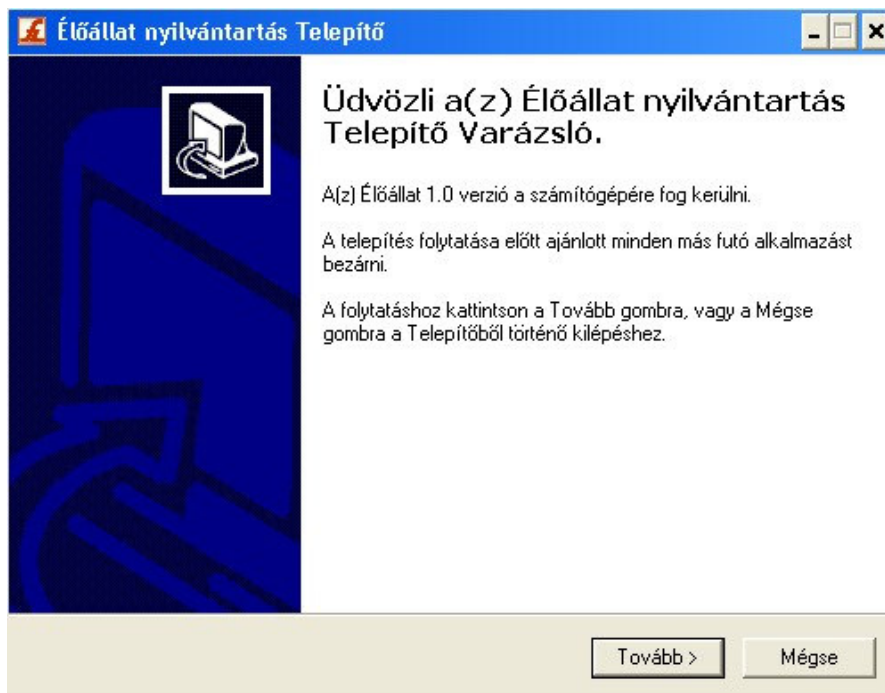 Élőállat nyilvántartás Telepítő
Üdvözli a(z) Élőállat nyilvántartás
Telepítő Varázsló.
A(z) Élőállat 1.0 verzió a számítógépére fog kerülni.
A telepítés folytatása előtt ajánlott minden más futó alkalmazást
bezárni.
A folytatáshoz kattintson a Tovább gombra, vagy a Mégse
gombra a Telepítőből történő kilépéshez.
Tovább >
Mégse